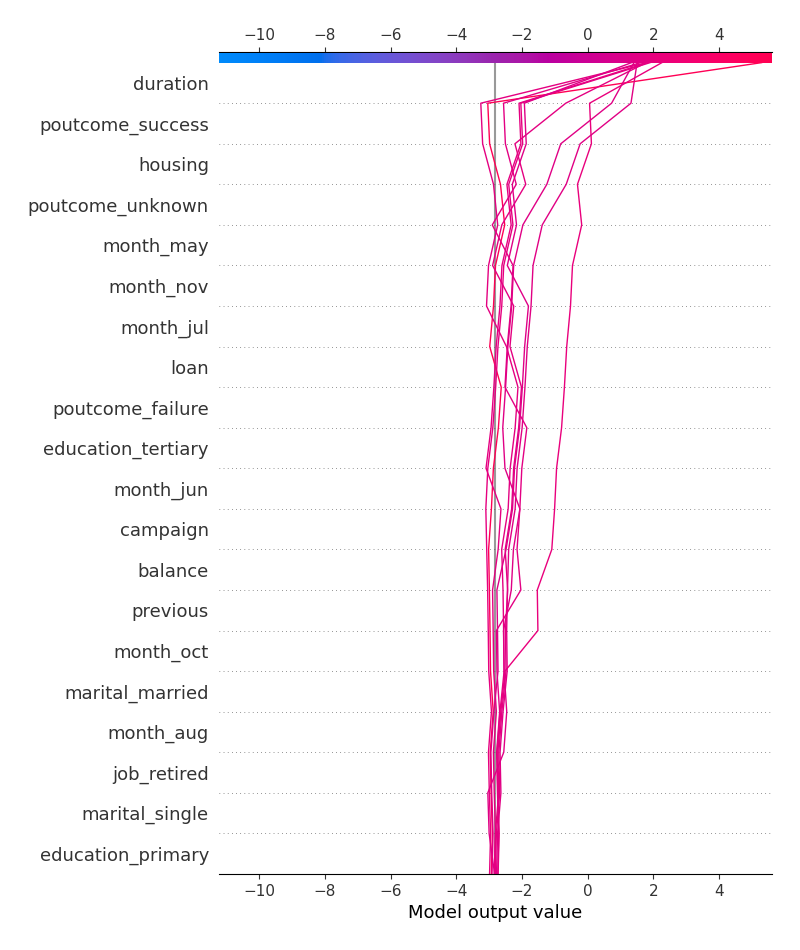 −10 −8 −6 −4 −2 0 2 4
duration
poutcome_success
housing
poutcome_unknown
month_may
month_nov
month_jul
loan
poutcome_failure
education_tertiary
month_jun
campaign
balance
previous
month_oct
marital_married
month_aug
job_retired
marital_single
education_primary
−10 −8 −6 −4 −2 0 2 4
Model output value